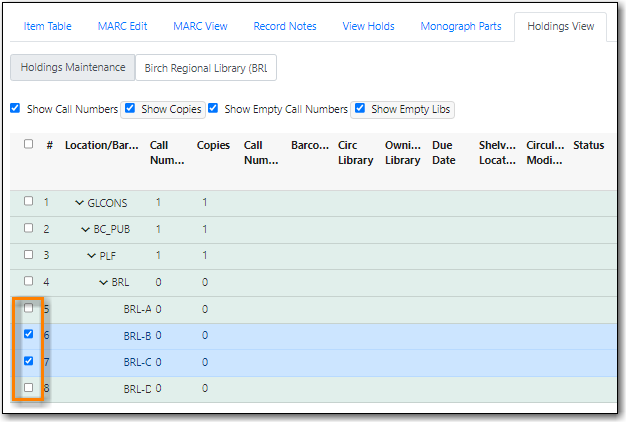 Item Table MARC Edit MARC View Record Notes View Holds Monograph Parts Holdings View
Holdings Maintenance Birch Regional Library (BRL
Show Call Numbers Show Copies Show Empty Call Numbers Show Empty Libs
# Location/Bar... Call Copies Call Barco... Circ Owni... Due Shelv... Circul... Status
Num... Num... Library Library Date Locat... Modi...
1 GLCONS 1 1
2 BC_PUB 1 1
3 PLF 1 1
4 BRL 0 0
5 BRL-A 0 0
6 BRL-B 0 0
7 BRL-C 0 0
8 BRL-D 0 0